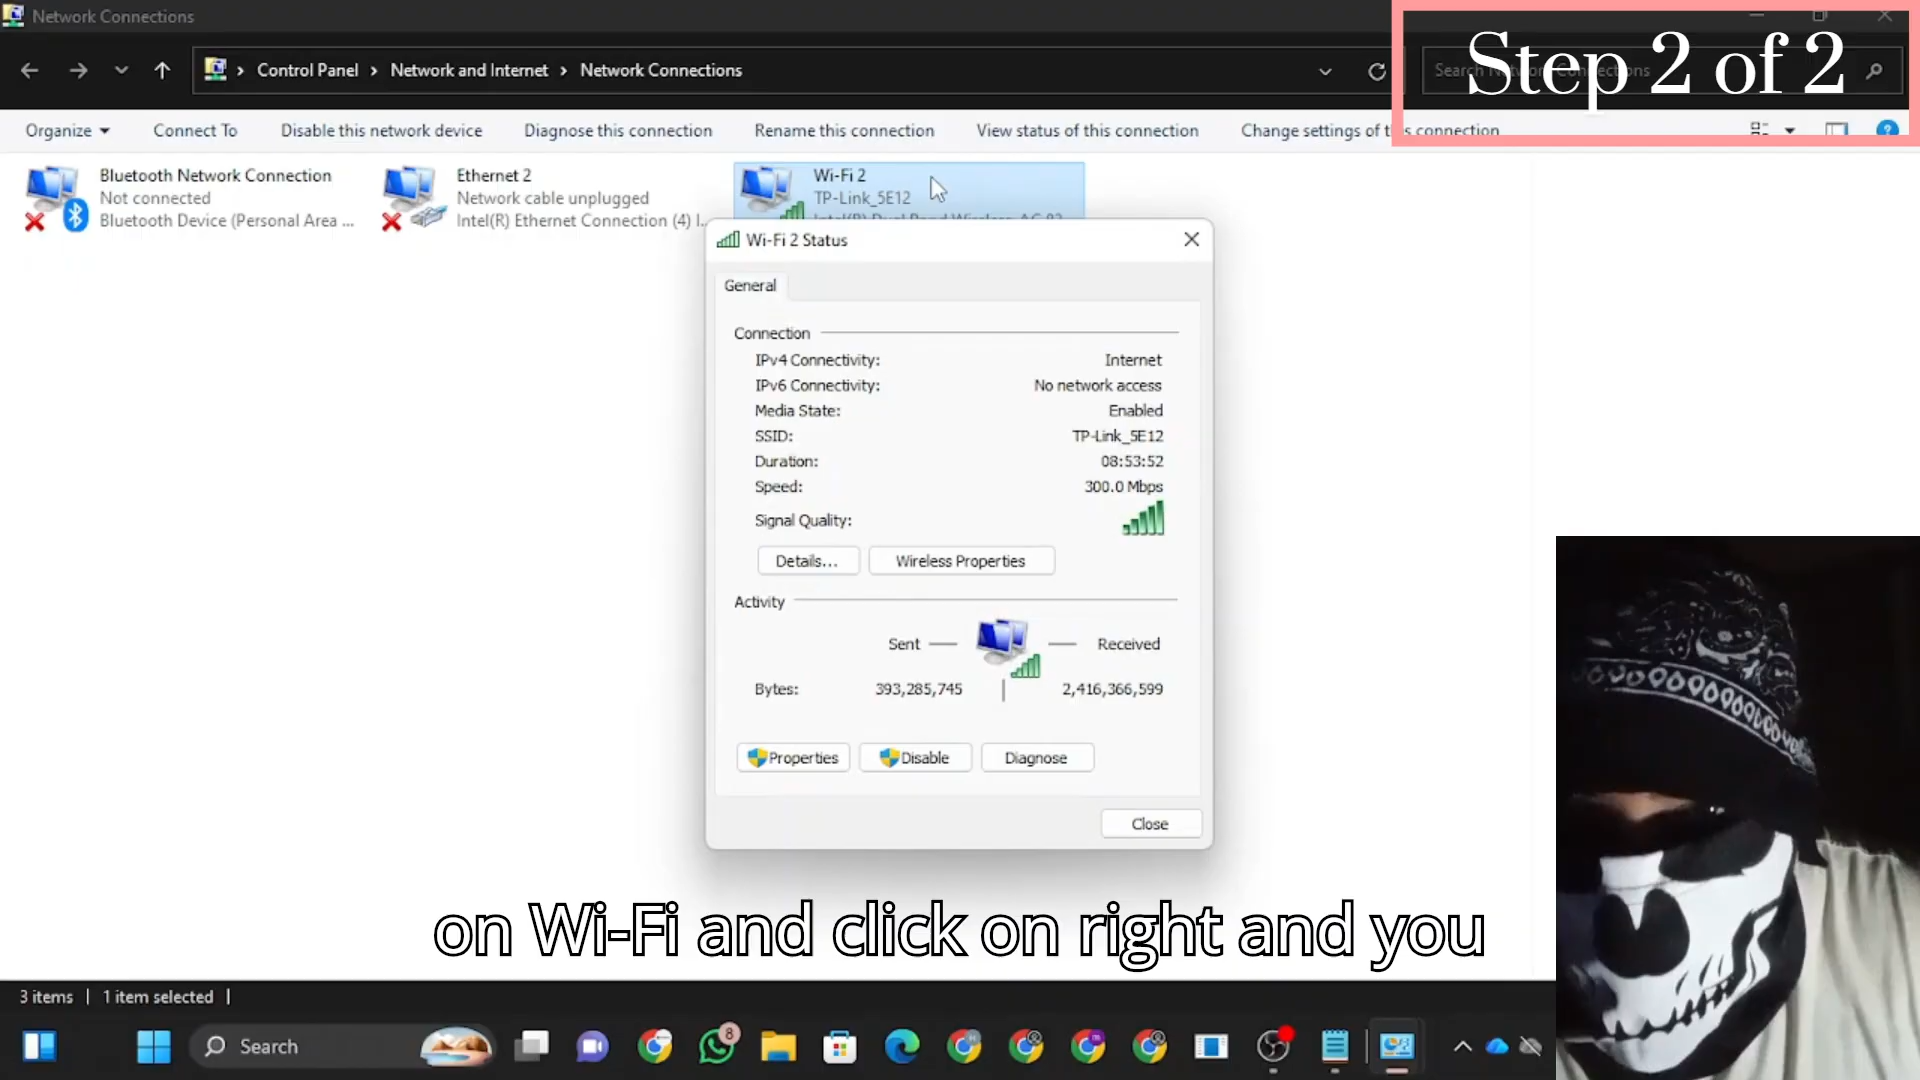 Network Connections
Step 2 of 2
Control Panel > Network and Internet > Network Connections
Search Network Connections
Organize Connect To Disable this network device Diagnose this connection Rename this connection View status of this connection Change settings of this connection
Bluetooth Network Connection
Not connected
Bluetooth Device (Personal Area ...
Ethernet 2
Network cable unplugged
Intel(R) Ethernet Connection (4) I...
Wi-Fi 2
TP-Link_5E12
Wi-Fi 2 Status
General
Connection
IPv4 Connectivity: Internet
IPv6 Connectivity: No network access
Media State: Enabled
SSID: TP-Link_5E12
Duration: 08:53:52
Speed: 300.0 Mbps
Signal Quality:
Details... Wireless Properties
Activity
Sent — — Received
Bytes: 393,285,745 | 2,416,366,599
Properties Disable Diagnose
Close
on Wi-Fi and click on right and you
3 items | 1 item selected |
Search
8